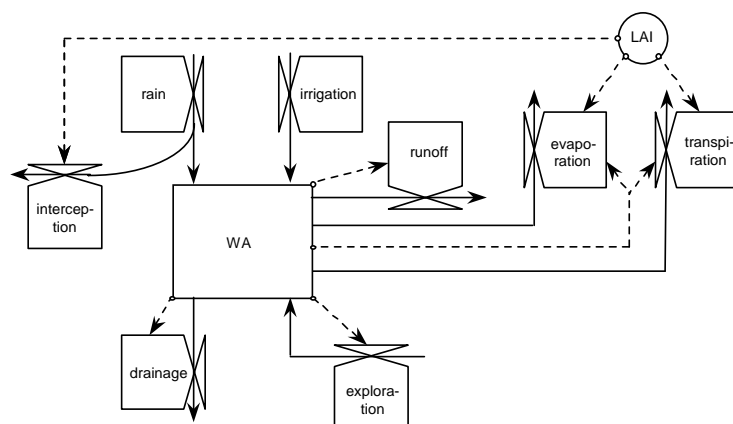 LAI
rain
irrigation
runoff
evapo-
ration
transpi-
ration
intercep-
tion
WA
drainage
explora-
tion